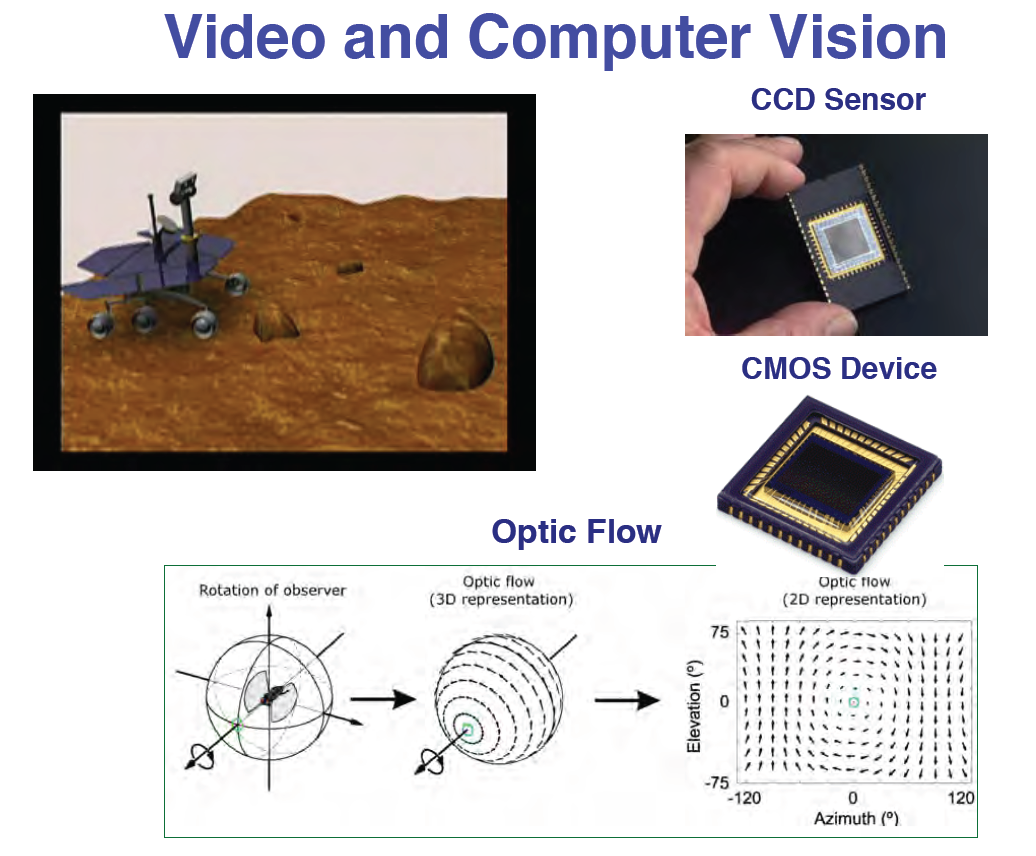 Video and Computer Vision
CCD Sensor
CMOS Device
Optic Flow
Rotation of observer
Optic flow
(3D representation)
Optic flow
(2D representation)
75
0
-75
Elevation (º)
-120
0
120
Azimuth (º)